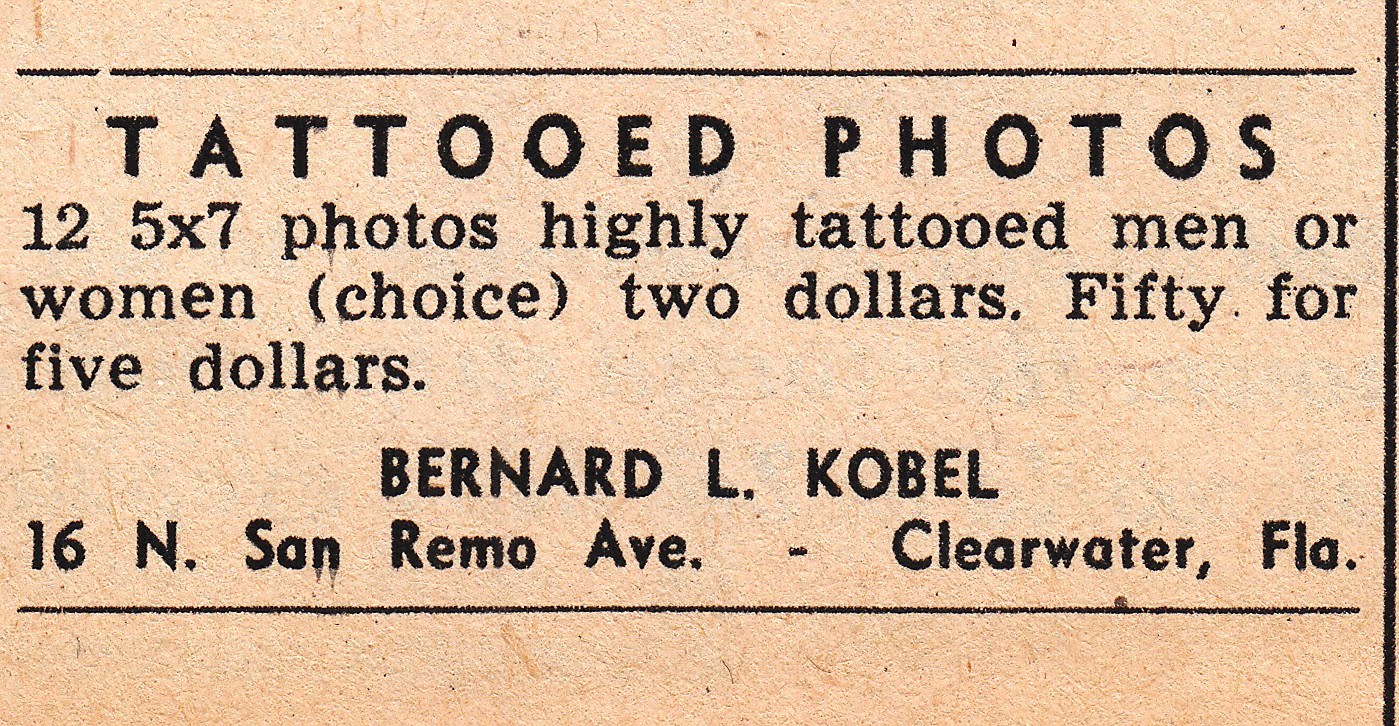 TATTOOED PHOTOS
12 5x7 photos highly tattooed men or
women (choice) two dollars. Fifty for
five dollars.
BERNARD L. KOBEL
16 N. San Remo Ave. - Clearwater, Fla.